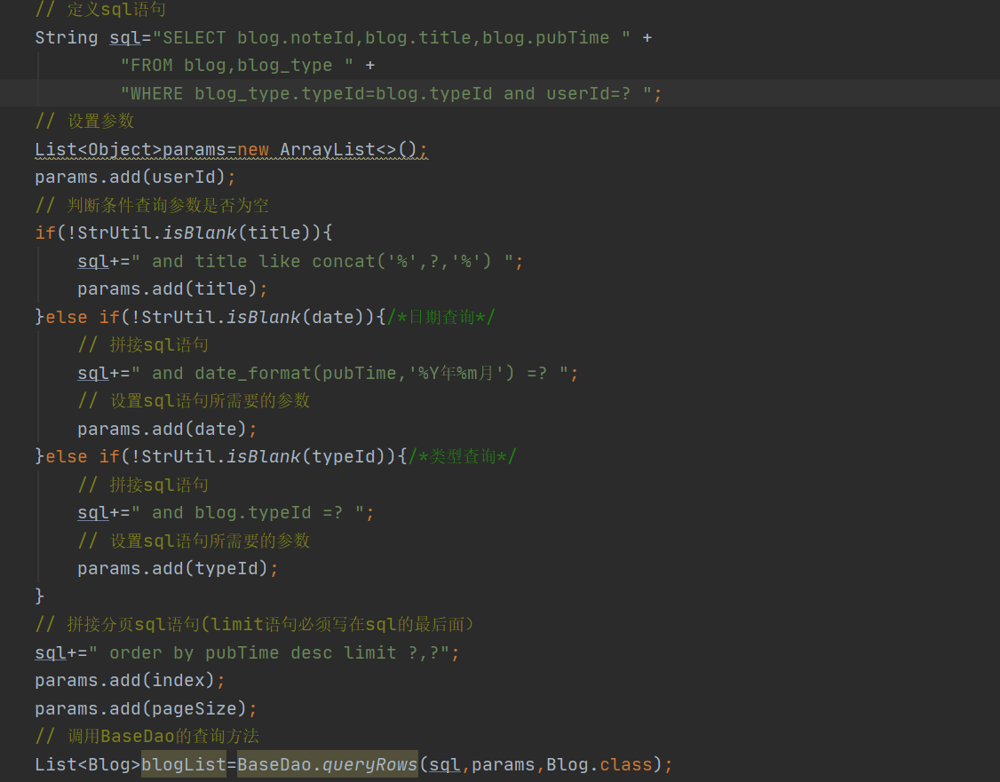 // 定义sql语句
String sql="SELECT blog.noteId,blog.title,blog.pubTime " +
        "FROM blog,blog_type " +
        "WHERE blog_type.typeId=blog.typeId and userId=? ";
// 设置参数
List<Object>params=new ArrayList<>();
params.add(userId);
// 判断条件查询参数是否为空
if(!StrUtil.isBlank(title)){
    sql+=" and title like concat('%',?,'%') ";
    params.add(title);
}else if(!StrUtil.isBlank(date)){/*日期查询*/
    // 拼接sql语句
    sql+=" and date_format(pubTime,'%Y年%m月') =? ";
    // 设置sql语句所需要的参数
    params.add(date);
}else if(!StrUtil.isBlank(typeId)){/*类型查询*/
    // 拼接sql语句
    sql+=" and blog.typeId =? ";
    // 设置sql语句所需要的参数
    params.add(typeId);
}
// 拼接分页sql语句(limit语句必须写在sql的最后面）
sql+=" order by pubTime desc limit ?,?";
params.add(index);
params.add(pageSize);
// 调用BaseDao的查询方法
List<Blog>blogList=BaseDao.queryRows(sql,params,Blog.class);